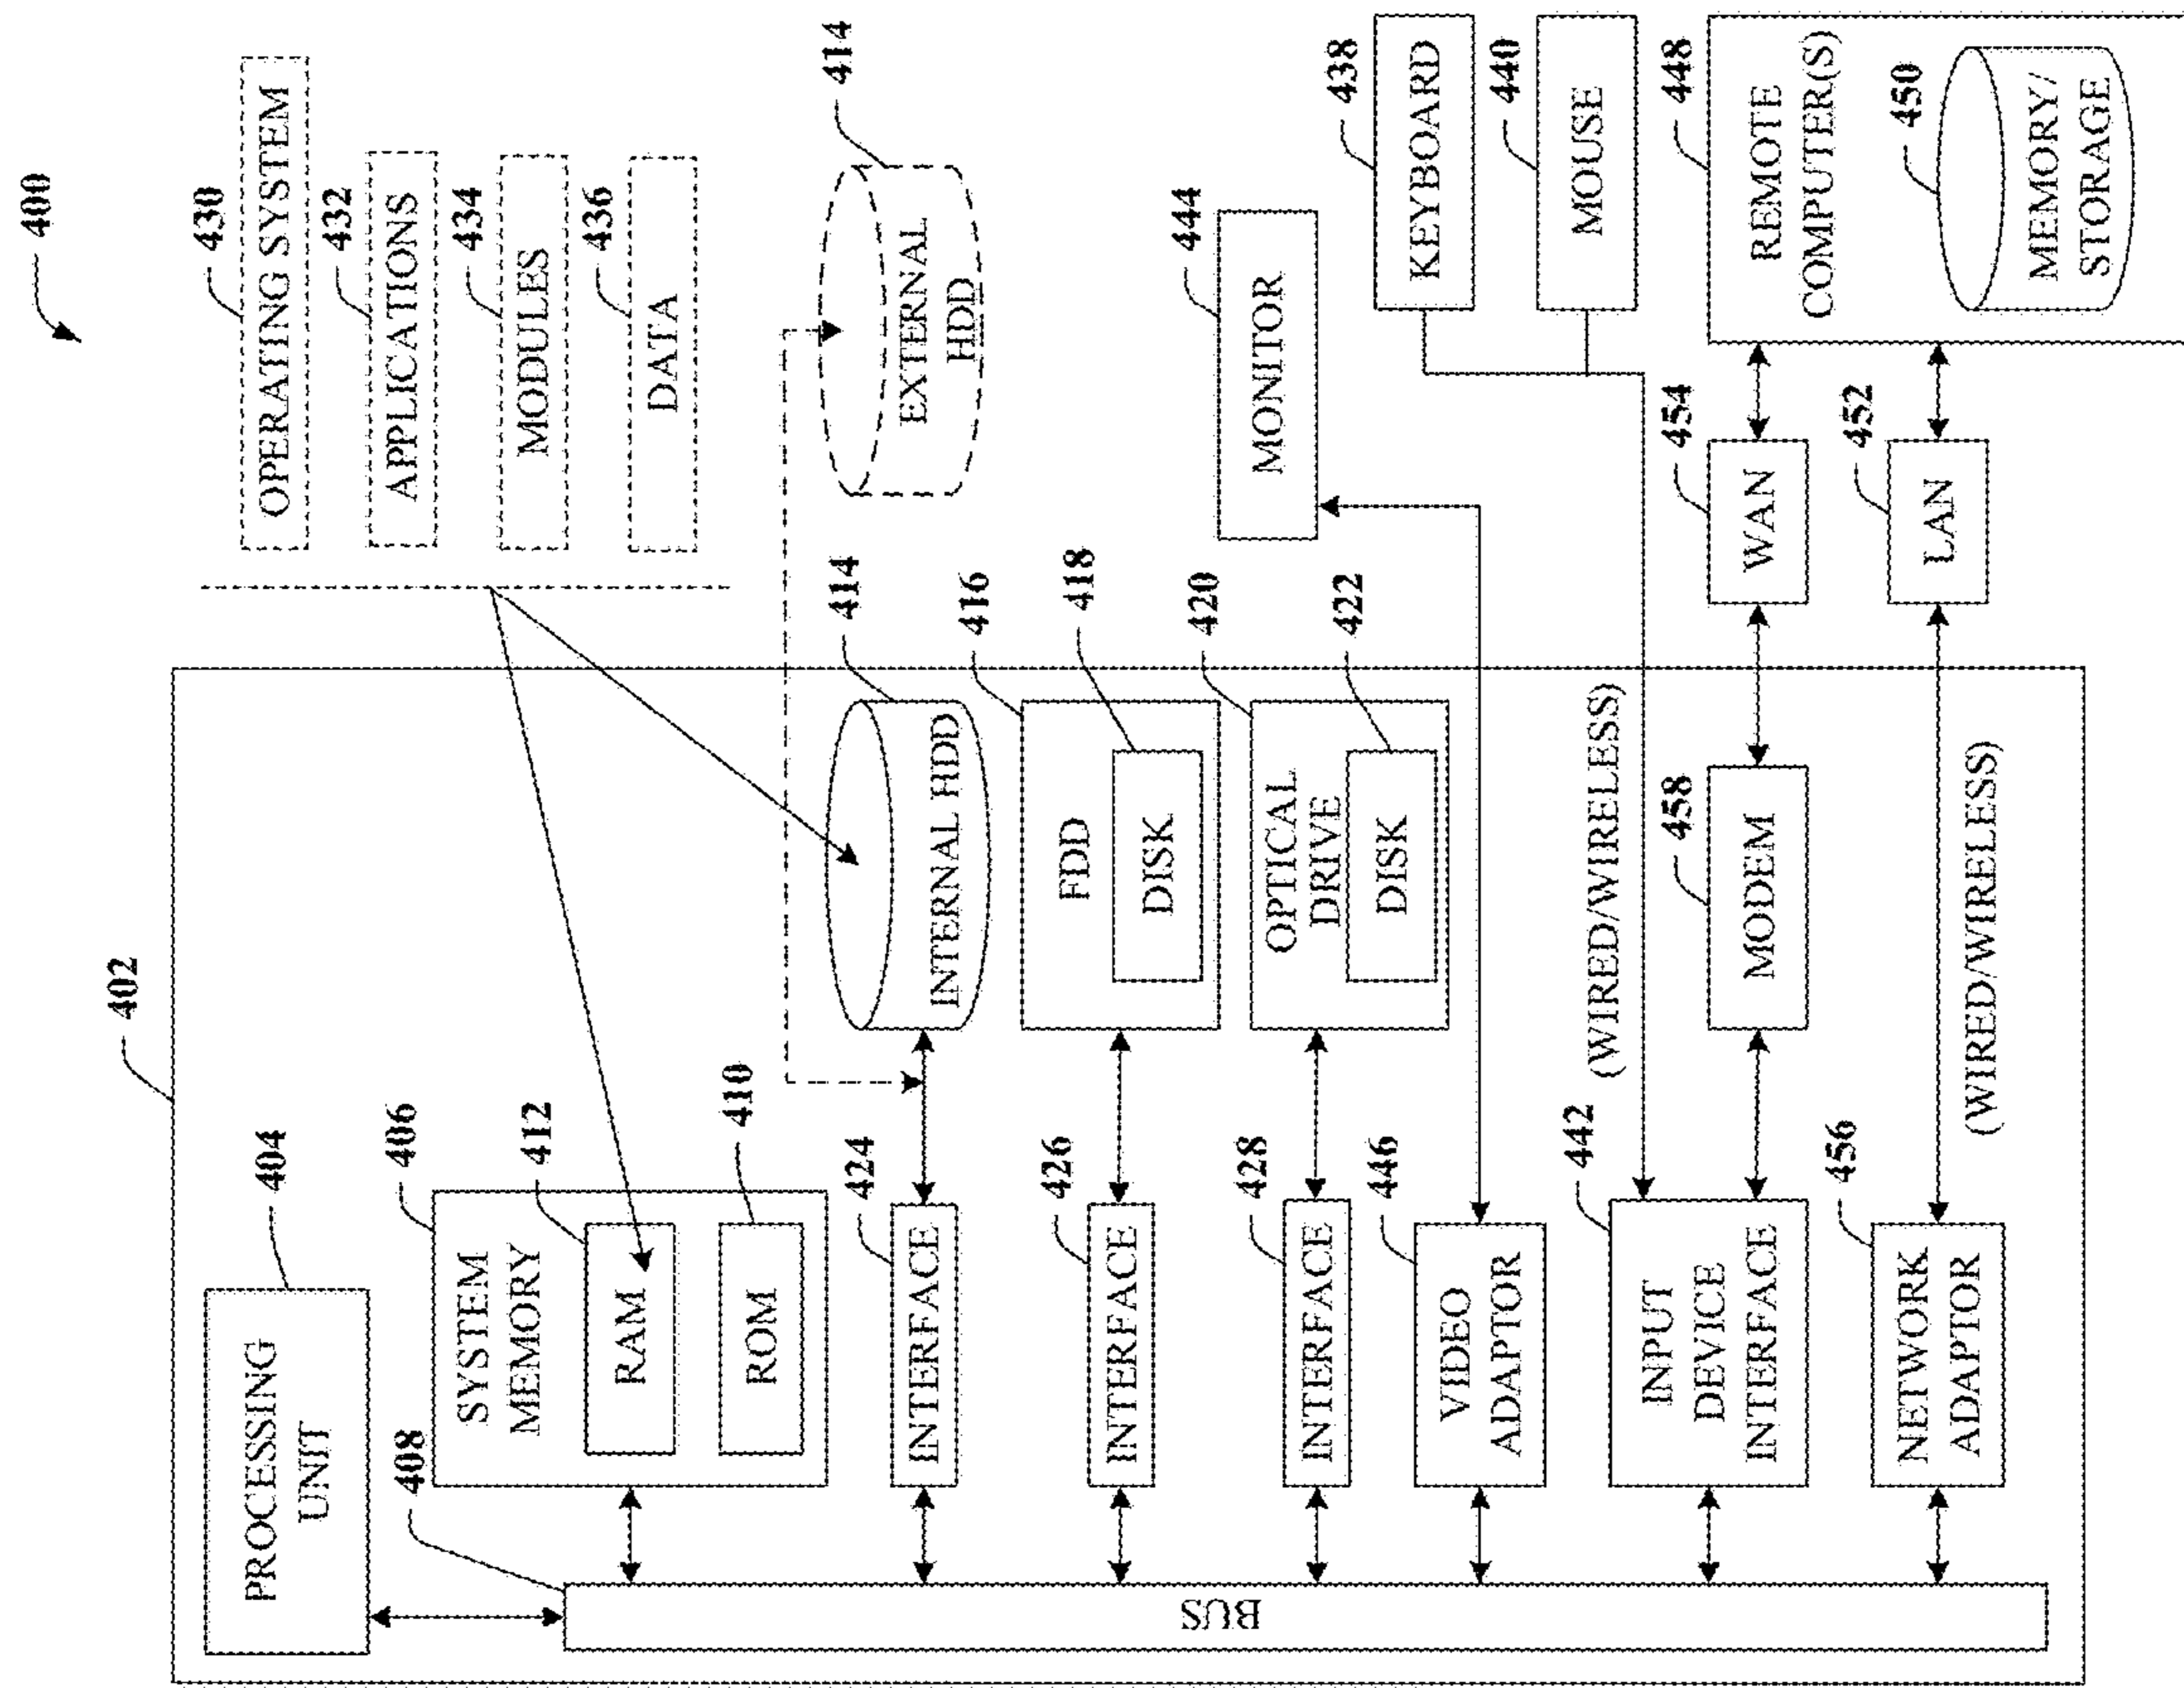 400
402
404
PROCESSING
UNIT
430
OPERATING SYSTEM
432
APPLICATIONS
434
MODULES
436
DATA
406
SYSTEM
MEMORY
412
RAM
410
ROM
408
BUS
414
EXTERNAL
HDD
424
INTERFACE
414
INTERNAL HDD
426
INTERFACE
416
FDD
418
DISK
428
INTERFACE
420
OPTICAL
DRIVE
422
DISK
444
MONITOR
446
VIDEO
ADAPTOR
438
KEYBOARD
440
MOUSE
(WIRED/WIRELESS)
442
INPUT
DEVICE
INTERFACE
458
MODEM
454
WAN
448
REMOTE
COMPUTER(S)
450
MEMORY/
STORAGE
456
NETWORK
ADAPTOR
(WIRED/WIRELESS)
452
LAN